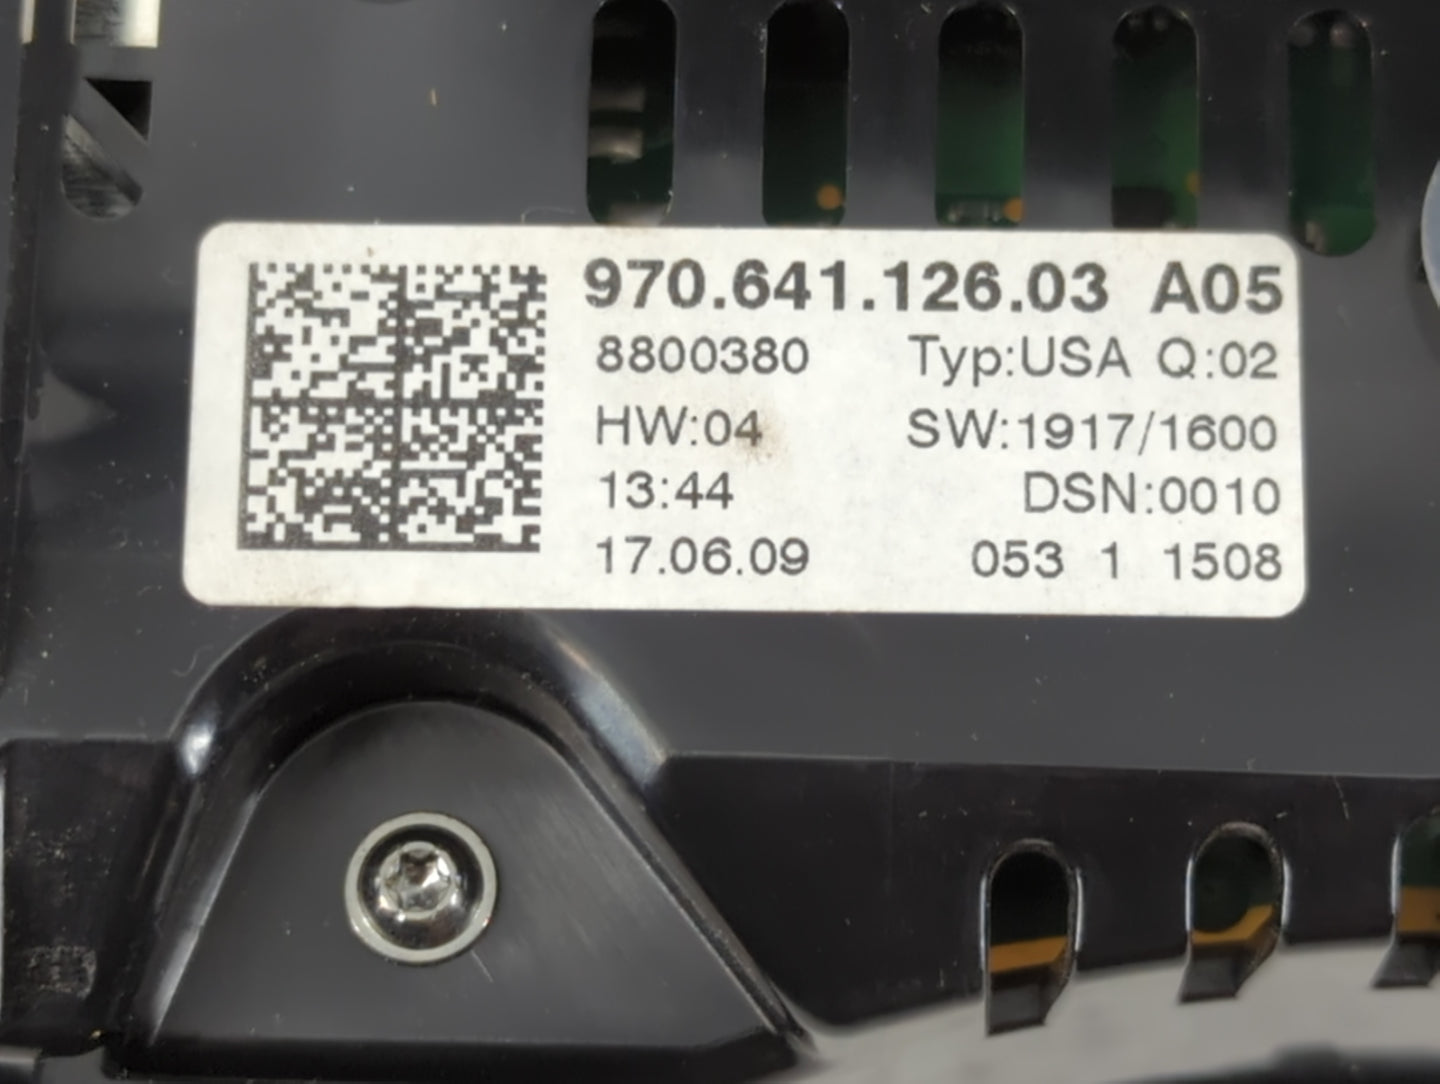 970.641.126.03 A05
8800380 Typ:USA Q:02
HW:04 SW:1917/1600
13:44 DSN:0010
17.06.09 053 1 1508